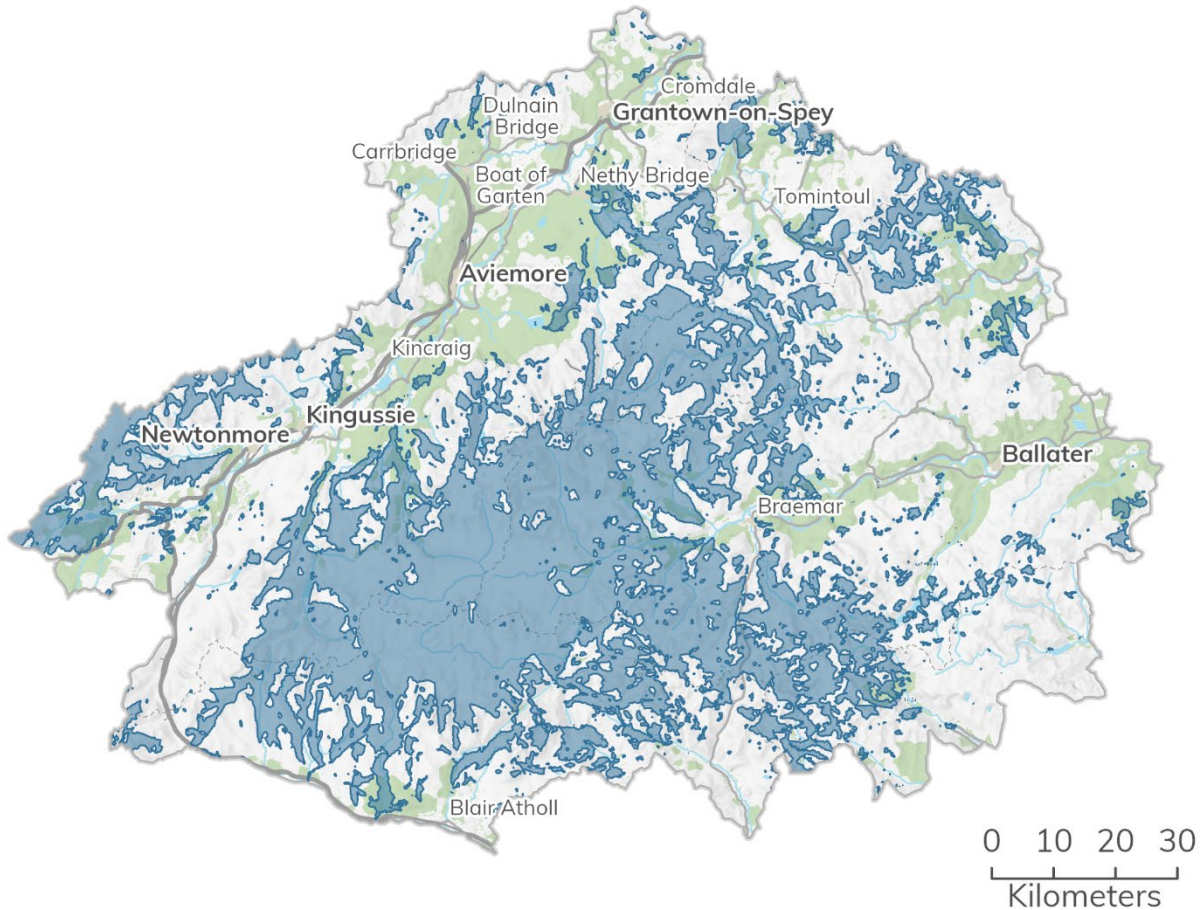 Cromdale
Dulnain
Bridge
Grantown-on-Spey
Carrbridge
Boat of
Garten
Nethy Bridge
Tomintoul
Aviemore
Kincraig
Kingussie
Newtonmore
Ballater
Braemar
Blair Atholl
0 10 20 30
Kilometers